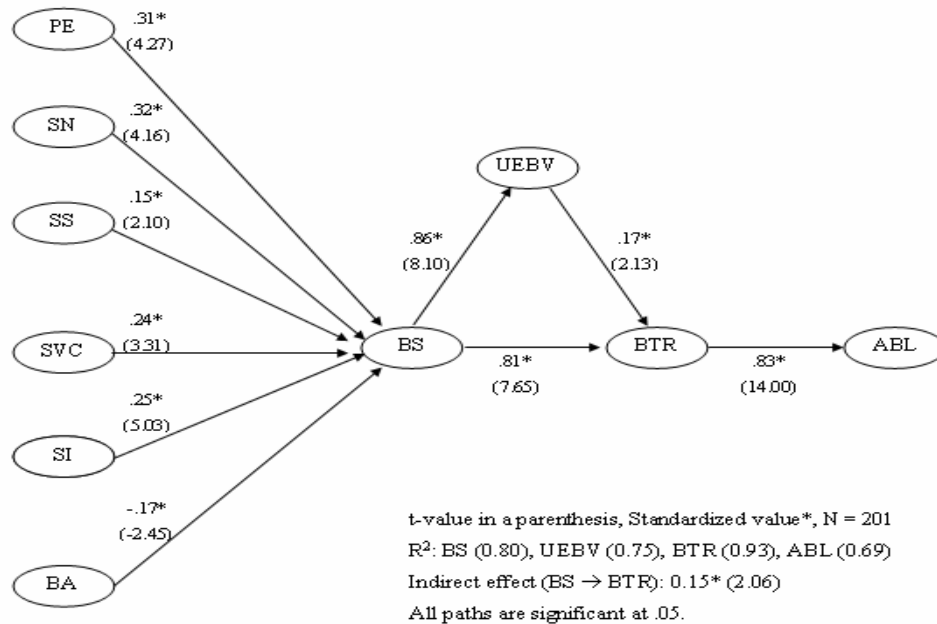 PE
.31*
(4.27)
SN
.32*
(4.16)
SS
.15*
(2.10)
SVC
.24*
(3.31)
SI
.25*
(5.03)
BA
-.17*
(-2.45)
BS
.86*
(8.10)
UEBV
.17*
(2.13)
.81*
(7.65)
BTR
.83*
(14.00)
ABL
t-value in a parenthesis, Standardized value*, N = 201
R²: BS (0.80), UEBV (0.75), BTR (0.93), ABL (0.69)
Indirect effect (BS → BTR): 0.15* (2.06)
All paths are significant at .05.